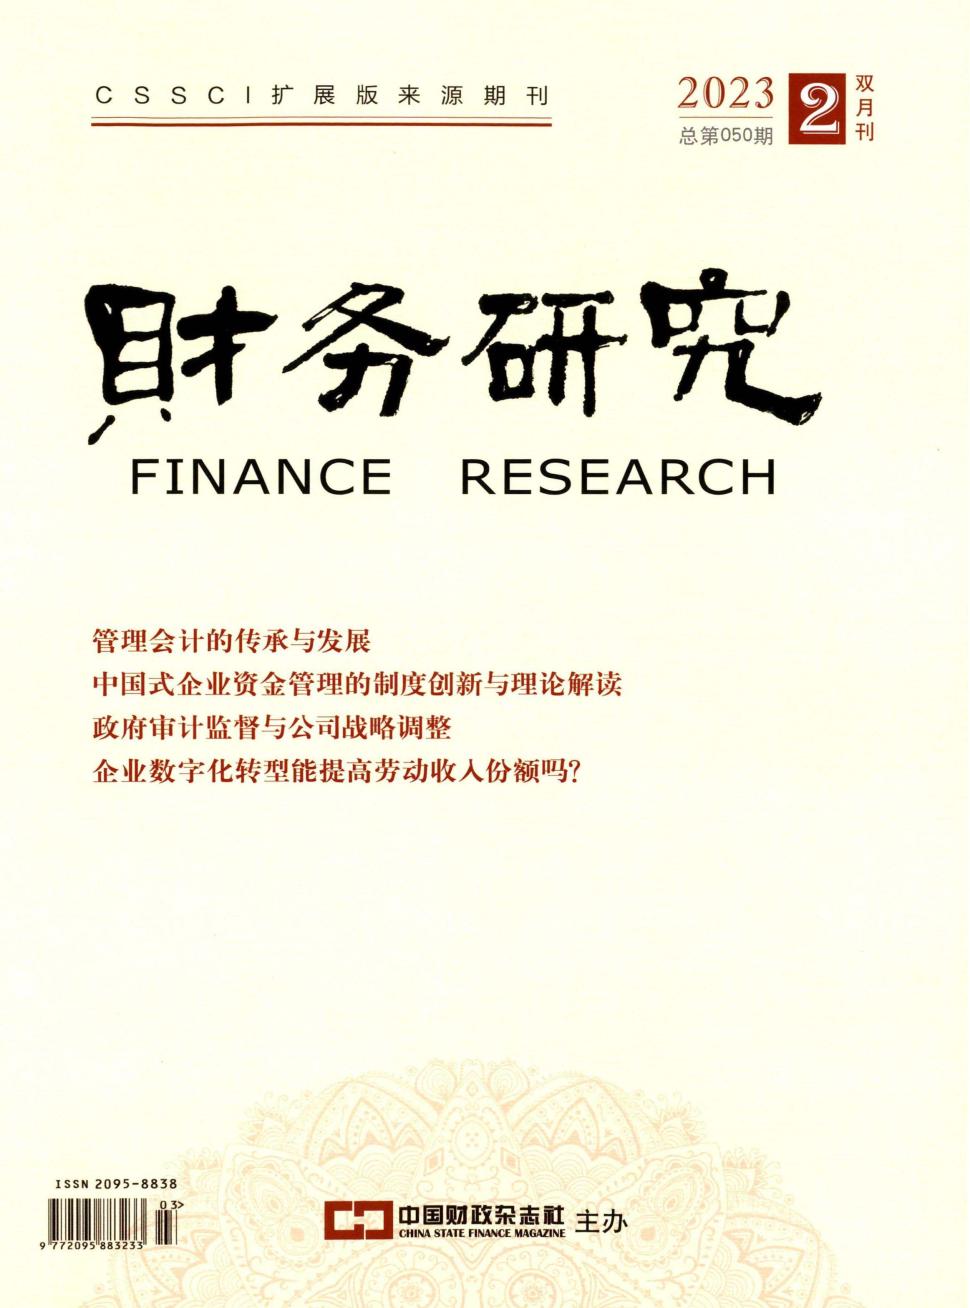 CSSCI扩展版来源期刊
2023
总第050期
2
双月刊
財务研究
FINANCE RESEARCH
管理会计的传承与发展
中国式企业资金管理的制度创新与理论解读
政府审计监督与公司战略调整
企业数字化转型能提高劳动收入份额吗?
ISSN 2095-8838
03>
9 772095 883233
中国财政杂志社 主办
CHINA STATE FINANCE MAGAZINE